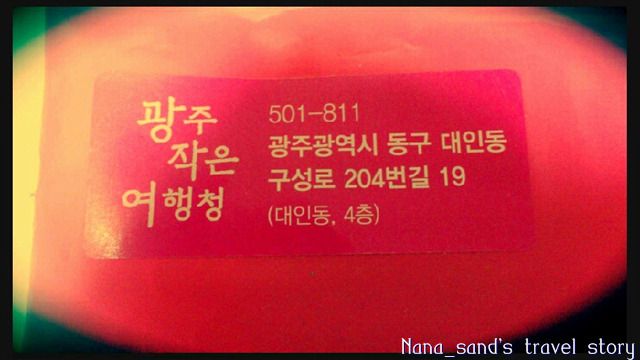 광주
작은
여행청
501-811
광주광역시 동구 대인동
구성로 204번길 19
(대인동, 4층)
Nana_sand's travel story